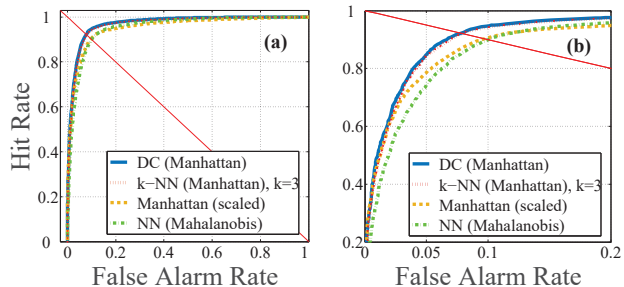 Hit Rate
1
0.8
0.6
0.4
0.2
0
(a)
DC (Manhattan)
k−NN (Manhattan), k=3
Manhattan (scaled)
NN (Mahalanobis)
0
0.2
0.4
0.6
0.8
1
False Alarm Rate
1
0.8
0.6
0.4
0.2
(b)
DC (Manhattan)
k−NN (Manhattan), k=3
Manhattan (scaled)
NN (Mahalanobis)
0
0.05
0.1
0.2
False Alarm Rate